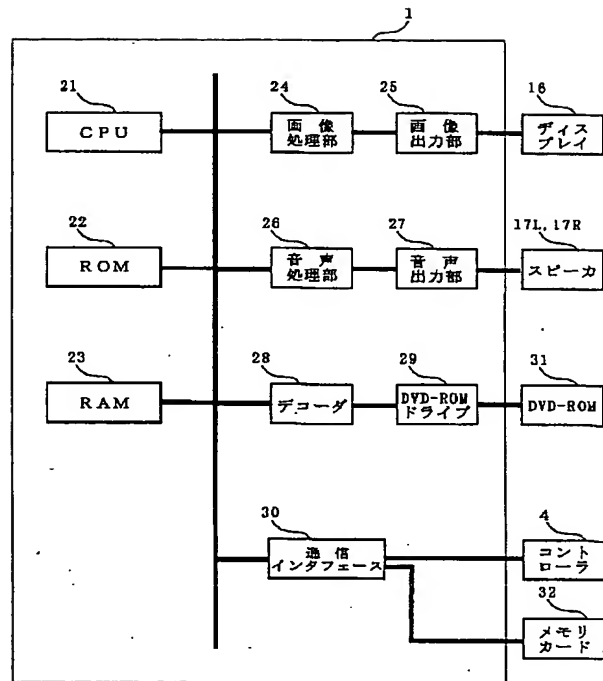 1
21
CPU
24
画像
処理部
25
画像
出力部
16
ディス
プレイ
22
ROM
26
音声
処理部
27
音声
出力部
17L, 17R
スピーカ
23
RAM
28
デコーダ
29
DVD-ROM
ドライブ
31
DVD-ROM
30
通信
インタフェース
4
コント
ローラ
32
メモリ
カード